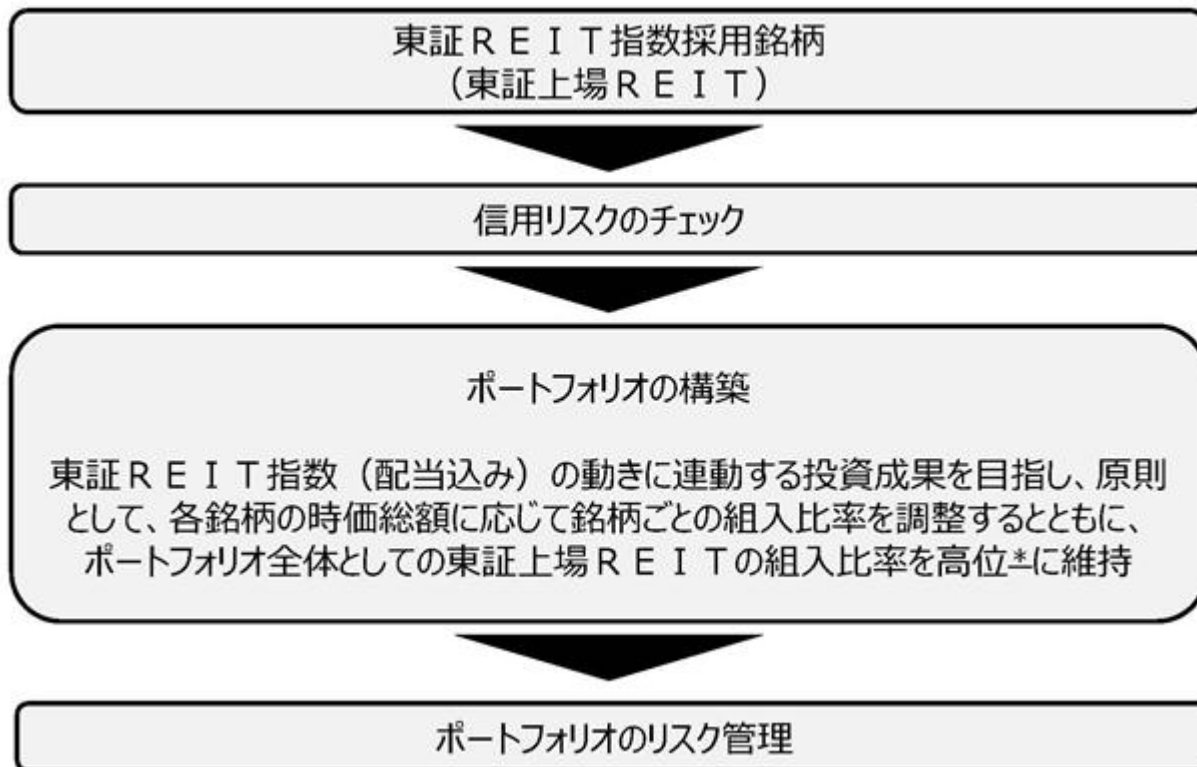 東証ＲＥＩＴ指数採用銘柄
（東証上場ＲＥＩＴ）
信用リスクのチェック
ポートフォリオの構築
東証ＲＥＩＴ指数（配当込み）の動きに連動する投資成果を目指し、原則
として、各銘柄の時価総額に応じて銘柄ごとの組入比率を調整するとともに、
ポートフォリオ全体としての東証上場ＲＥＩＴの組入比率を高位*に維持
ポートフォリオのリスク管理